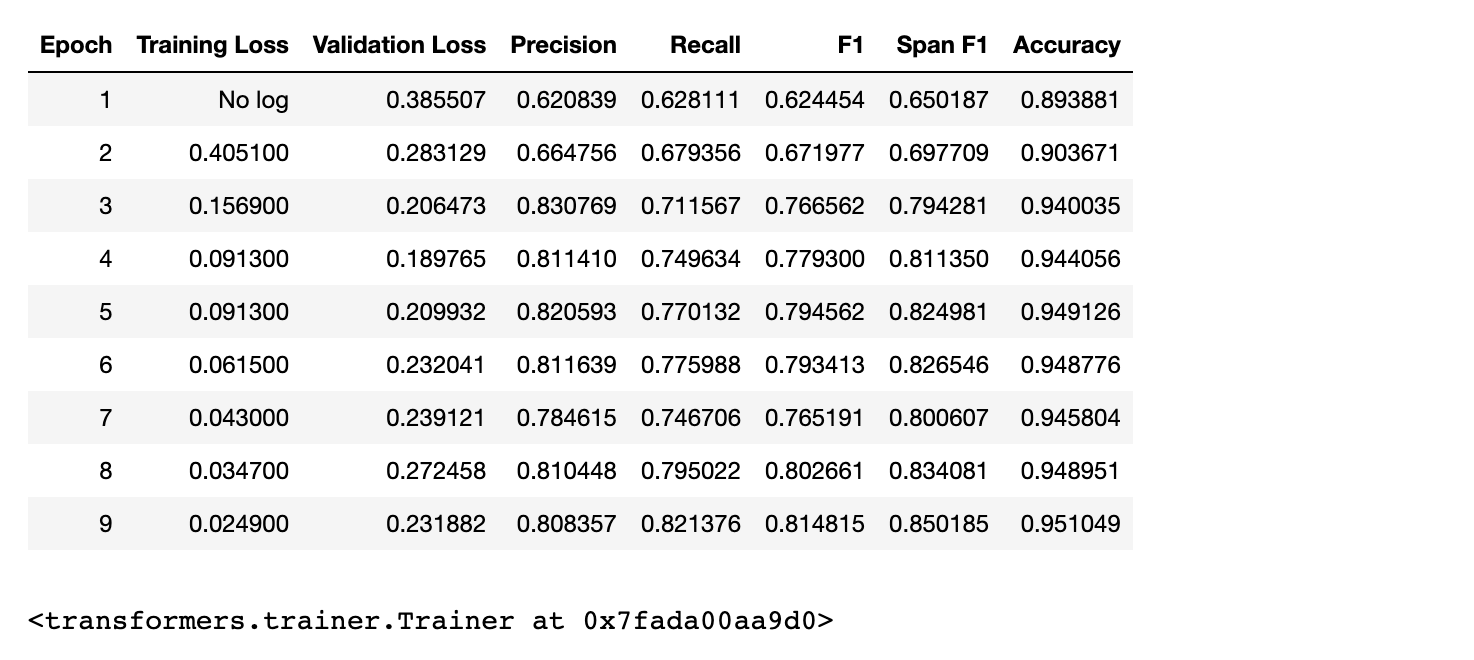 Epoch Training Loss Validation Loss Precision Recall F1 Span F1 Accuracy
1 No log 0.385507 0.620839 0.628111 0.624454 0.650187 0.893881
2 0.405100 0.283129 0.664756 0.679356 0.671977 0.697709 0.903671
3 0.156900 0.206473 0.830769 0.711567 0.766562 0.794281 0.940035
4 0.091300 0.189765 0.811410 0.749634 0.779300 0.811350 0.944056
5 0.091300 0.209932 0.820593 0.770132 0.794562 0.824981 0.949126
6 0.061500 0.232041 0.811639 0.775988 0.793413 0.826546 0.948776
7 0.043000 0.239121 0.784615 0.746706 0.765191 0.800607 0.945804
8 0.034700 0.272458 0.810448 0.795022 0.802661 0.834081 0.948951
9 0.024900 0.231882 0.808357 0.821376 0.814815 0.850185 0.951049
<transformers.trainer.Trainer at 0x7fada00aa9d0>